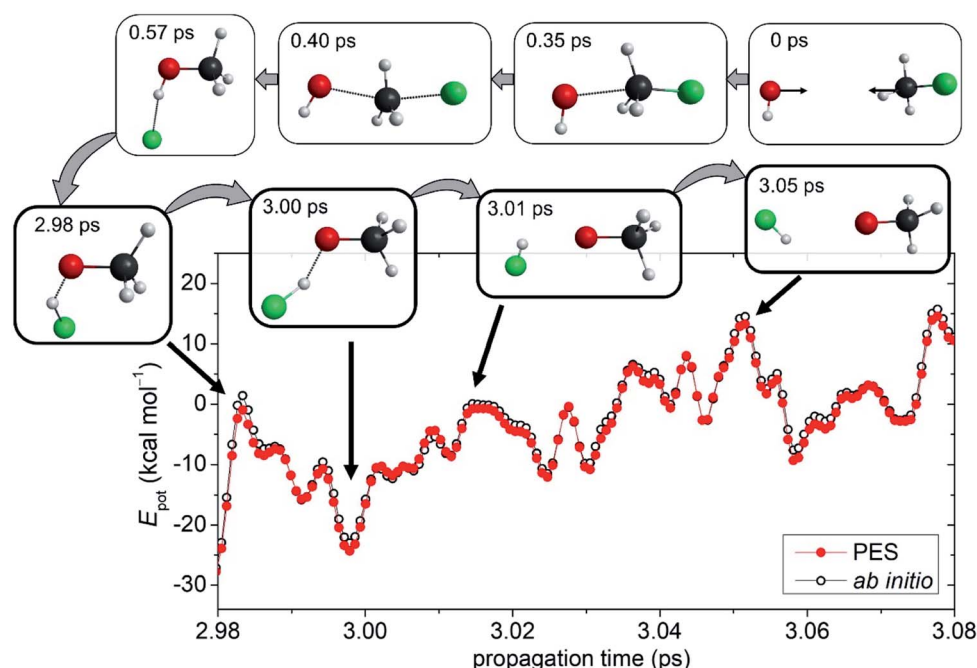 0.57 ps
0.40 ps
0.35 ps
0 ps
2.98 ps
3.00 ps
3.01 ps
3.05 ps
20
10
0
-10
-20
-30
E_pot (kcal mol⁻¹)
PES
ab initio
2.98
3.00
3.02
3.04
3.06
3.08
propagation time (ps)